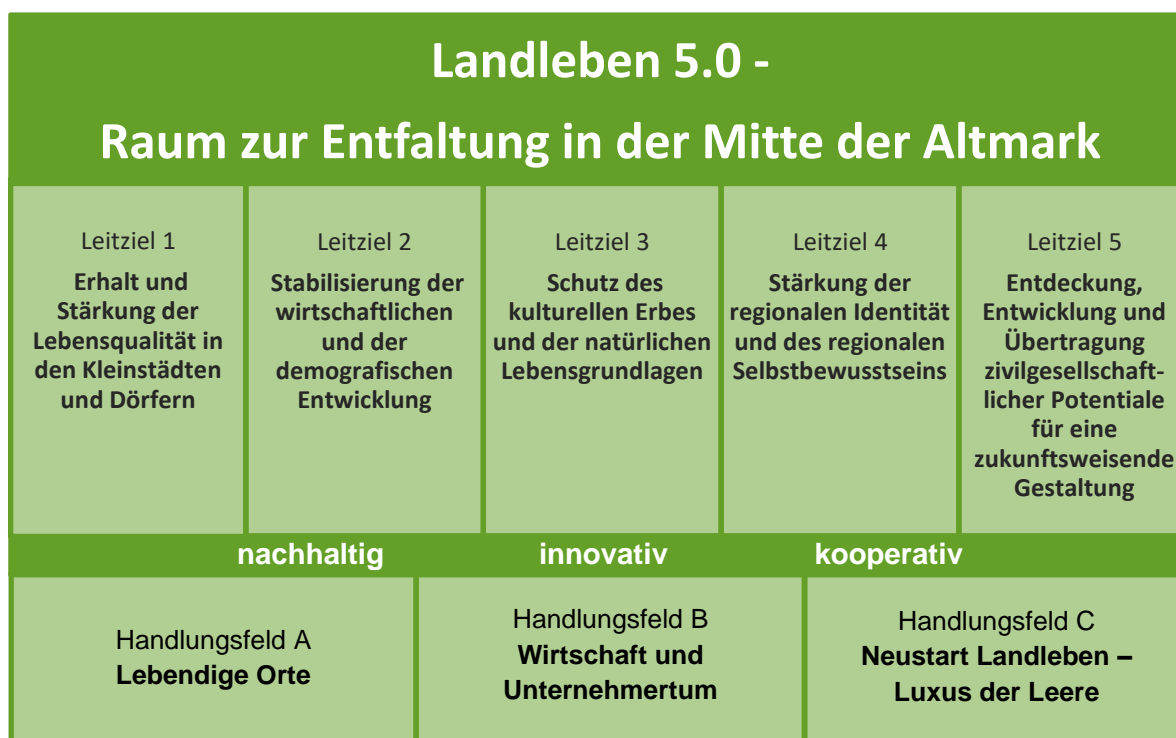 Landleben 5.0 -
Raum zur Entfaltung in der Mitte der Altmark
Leitziel 1
Erhalt und
Stärkung der
Lebensqualität in
den Kleinstädten
und Dörfern
Leitziel 2
Stabilisierung der
wirtschaftlichen
und der
demografischen
Entwicklung
Leitziel 3
Schutz des
kulturellen Erbes
und der natürlichen
Lebensgrundlagen
Leitziel 4
Stärkung der
regionalen Identität
und des regionalen
Selbstbewusstseins
Leitziel 5
Entdeckung,
Entwicklung und
Übertragung
zivilgesellschaft-
licher Potentiale
für eine
zukunftsweisende
Gestaltung
nachhaltig innovativ kooperativ
Handlungsfeld A
Lebendige Orte
Handlungsfeld B
Wirtschaft und
Unternehmertum
Handlungsfeld C
Neustart Landleben –
Luxus der Leere